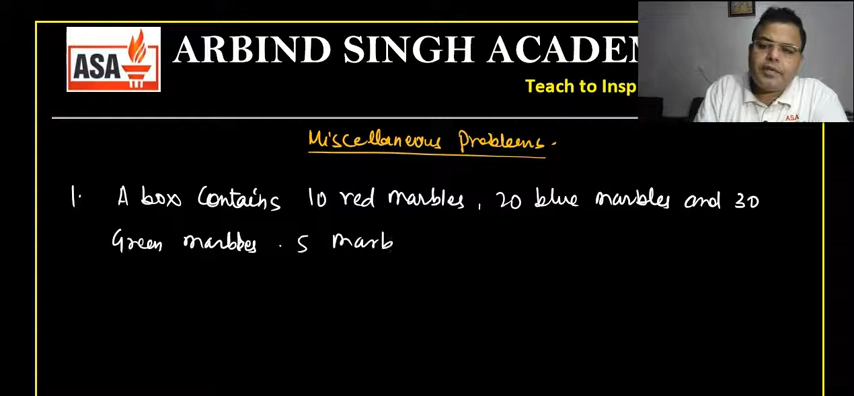 ASA
ARBIND SINGH ACADEM
Teach to Insp
ASA
Miscellaneous Problems.
1. A box contains 10 red marbles, 20 blue marbles and 30
Green marbles. 5 marb